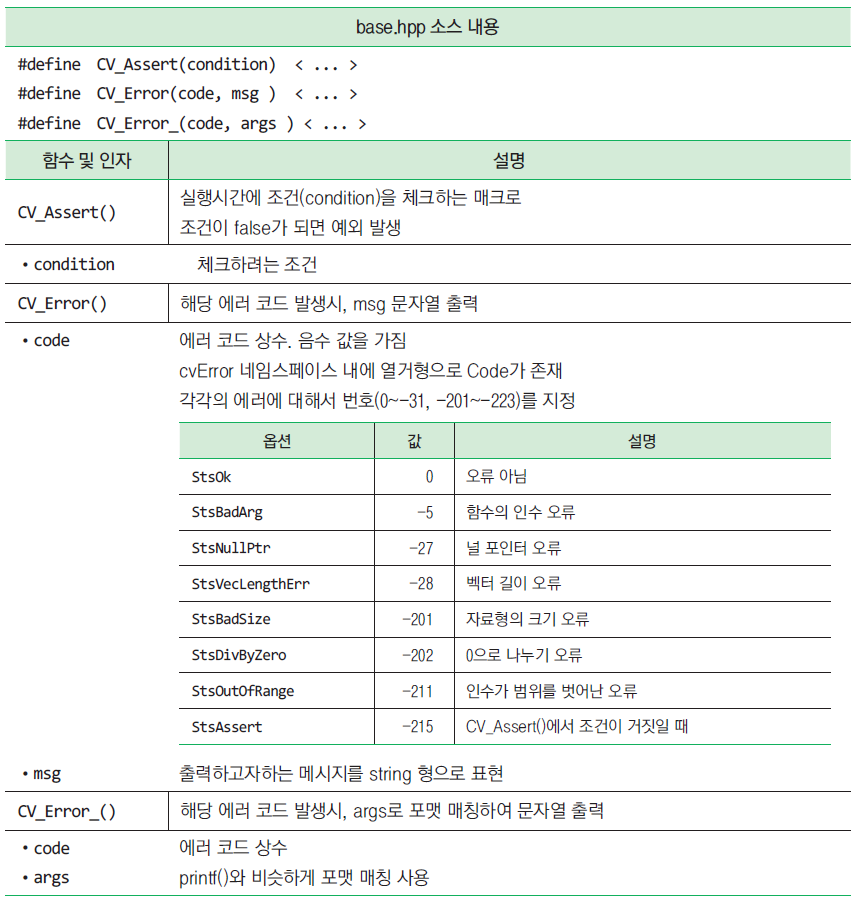 base.hpp 소스 내용
#define CV_Assert(condition) < ... >
#define CV_Error(code, msg ) < ... >
#define CV_Error_(code, args ) < ... >
함수 및 인자 설명
CV_Assert() 실행시간에 조건(condition)을 체크하는 매크로
조건이 false가 되면 예외 발생
• condition 체크하려는 조건
CV_Error() 해당 에러 코드 발생시, msg 문자열 출력
• code 에러 코드 상수. 음수 값을 가짐
cvError 네임스페이스 내에 열거형으로 Code가 존재
각각의 에러에 대해서 번호(0~-31, -201~-223)를 지정
옵션 값 설명
StsOk 0 오류 아님
StsBadArg -5 함수의 인수 오류
StsNullPtr -27 널 포인터 오류
StsVecLengthErr -28 벡터 길이 오류
StsBadSize -201 자료형의 크기 오류
StsDivByZero -202 0으로 나누기 오류
StsOutOfRange -211 인수가 범위를 벗어난 오류
StsAssert -215 CV_Assert()에서 조건이 거짓일 때
• msg 출력하고자하는 메시지를 string 형으로 표현
CV_Error_() 해당 에러 코드 발생시, args로 포맷 매칭하여 문자열 출력
• code 에러 코드 상수
• args printf()와 비슷하게 포맷 매칭 사용